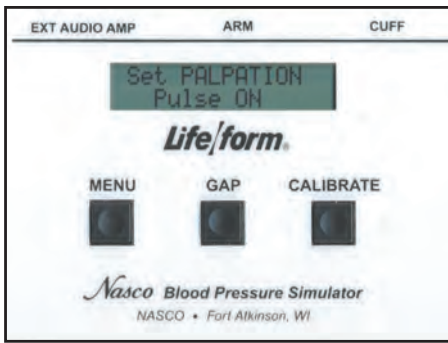 EXT AUDIO AMP ARM CUFF
Set PALPATION
Pulse ON
Life/form®
MENU GAP CALIBRATE
Nasco Blood Pressure Simulator
NASCO • Fort Atkinson, WI